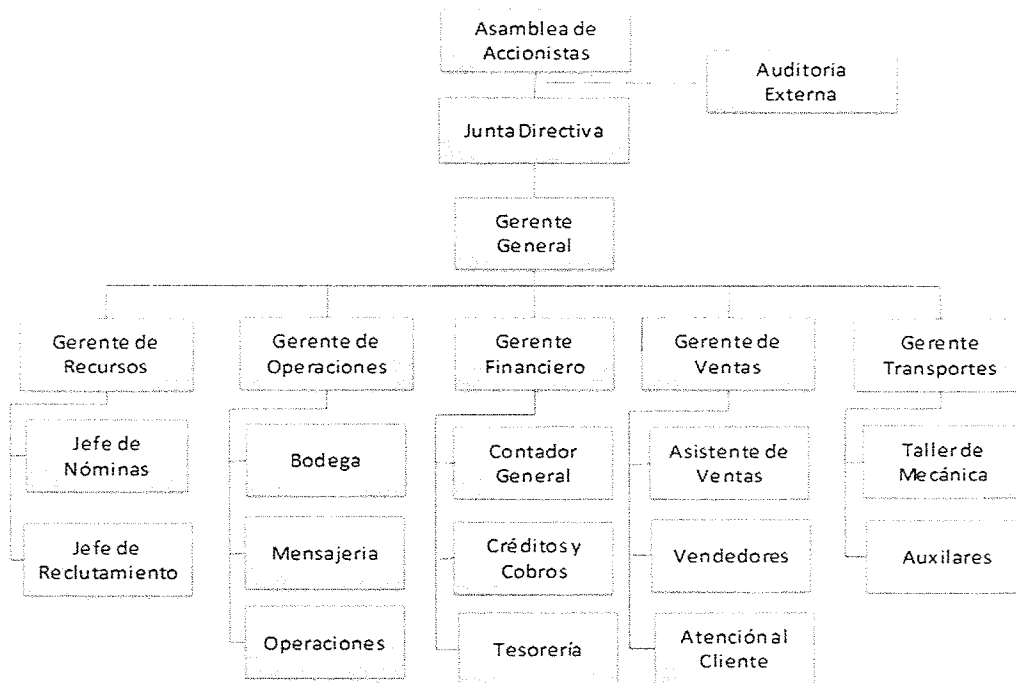 Asamblea de
Accionistas
Auditoria
Externa
Junta Directiva
Gerente
General
Gerente de
Recursos
Gerente de
Operaciones
Gerente
Financiero
Gerente de
Ventas
Gerente
Transportes
Jefe de
Nóminas
Bodega
Contador
General
Asistente de
Ventas
Taller de
Mecánica
Jefe de
Reclutamiento
Mensajeria
Créditos y
Cobros
Vendedores
Auxilares
Operaciones
Tesorería
Atención al
Cliente